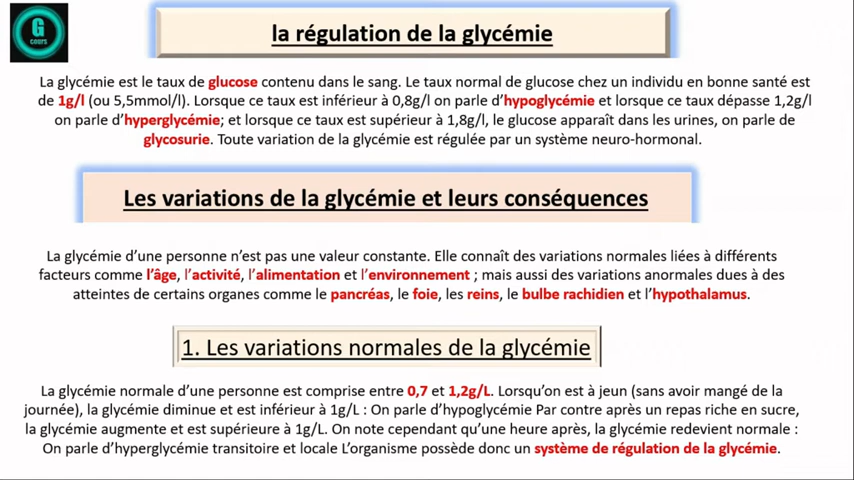 G
cours
la régulation de la glycémie
La glycémie est le taux de glucose contenu dans le sang. Le taux normal de glucose chez un individu en bonne santé est
de 1g/l (ou 5,5mmol/l). Lorsque ce taux est inférieur à 0,8g/l on parle d'hypoglycémie et lorsque ce taux dépasse 1,2g/l
on parle d'hyperglycémie; et lorsque ce taux est supérieur à 1,8g/l, le glucose apparaît dans les urines, on parle de
glycosurie. Toute variation de la glycémie est régulée par un système neuro-hormonal.
Les variations de la glycémie et leurs conséquences
La glycémie d'une personne n'est pas une valeur constante. Elle connaît des variations normales liées à différents
facteurs comme l'âge, l'activité, l'alimentation et l'environnement ; mais aussi des variations anormales dues à des
atteintes de certains organes comme le pancréas, le foie, les reins, le bulbe rachidien et l'hypothalamus.
1. Les variations normales de la glycémie
La glycémie normale d'une personne est comprise entre 0,7 et 1,2g/L. Lorsqu'on est à jeun (sans avoir mangé de la
journée), la glycémie diminue et est inférieur à 1g/L : On parle d'hypoglycémie Par contre après un repas riche en sucre,
la glycémie augmente et est supérieure à 1g/L. On note cependant qu'une heure après, la glycémie redevient normale :
On parle d'hyperglycémie transitoire et locale L'organisme possède donc un système de régulation de la glycémie.